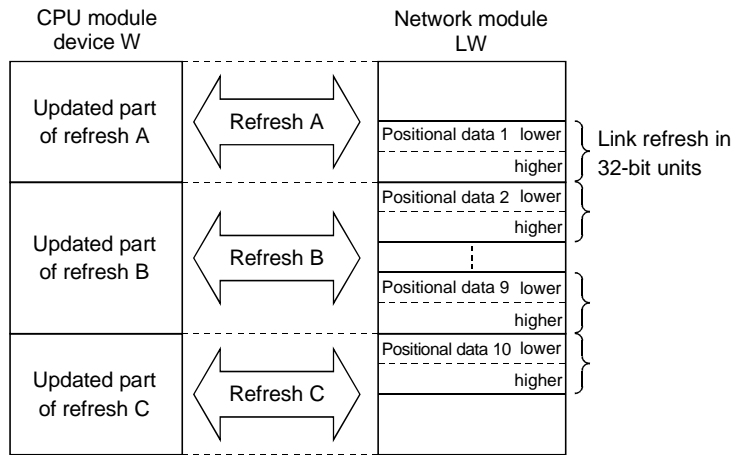 CPU module
device W
Network module
LW
Updated part
of refresh A
Refresh A
Positional data 1 lower
higher
Link refresh in
32-bit units
Positional data 2 lower
higher
Updated part
of refresh B
Refresh B
Positional data 9 lower
higher
Positional data 10 lower
higher
Updated part
of refresh C
Refresh C